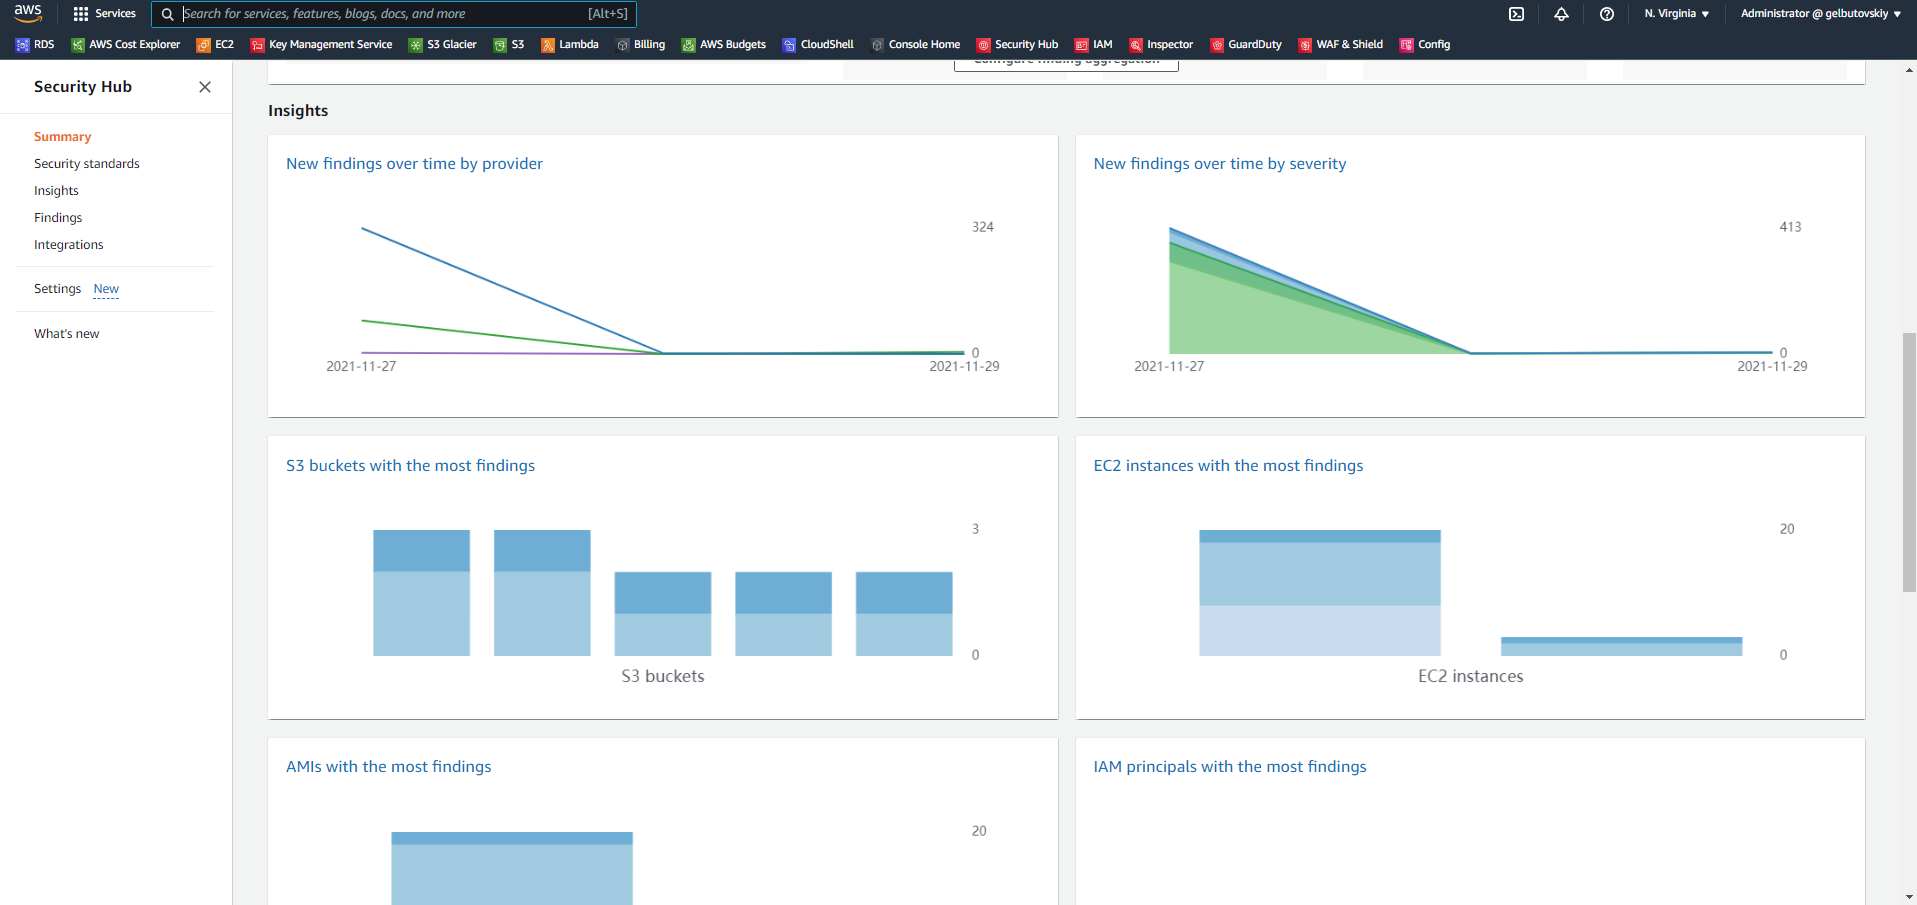 aws Services Search for services, features, blogs, docs, and more [Alt+S] N. Virginia ▼ Administrator @ gelbutovskiy ▼
RDS AWS Cost Explorer EC2 Key Management Service S3 Glacier S3 Lambda Billing AWS Budgets CloudShell Console Home Security Hub IAM Inspector GuardDuty WAF & Shield Config
Security Hub
Summary
Security standards
Insights
Findings
Integrations
Settings New
What's new
Configure finding aggregation
Insights
New findings over time by provider
324
0
2021-11-27 2021-11-29
New findings over time by severity
413
0
2021-11-27 2021-11-29
S3 buckets with the most findings
3
0
S3 buckets
EC2 instances with the most findings
20
0
EC2 instances
AMIs with the most findings
20
IAM principals with the most findings